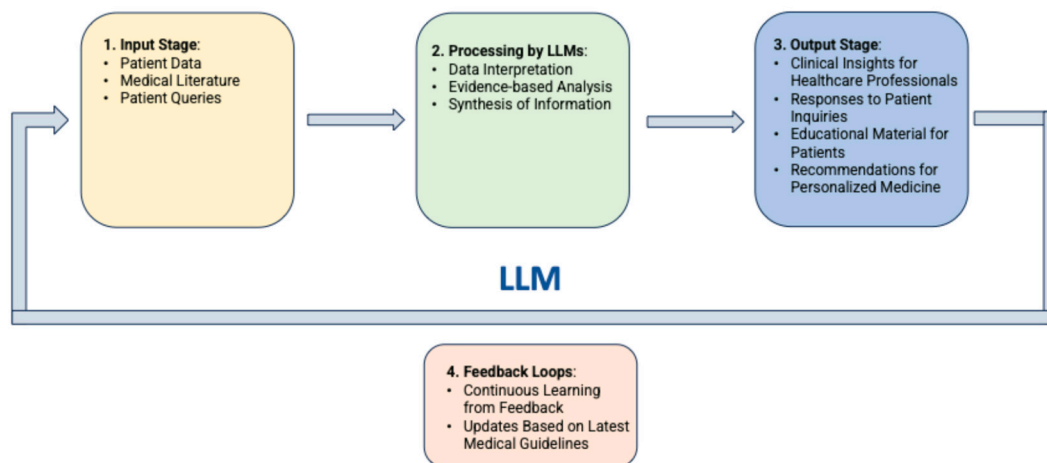 1. Input Stage:
• Patient Data
• Medical Literature
• Patient Queries
2. Processing by LLMs:
• Data Interpretation
• Evidence-based Analysis
• Synthesis of Information
3. Output Stage:
• Clinical Insights for
Healthcare Professionals
• Responses to Patient
Inquiries
• Educational Material for
Patients
• Recommendations for
Personalized Medicine
LLM
4. Feedback Loops:
• Continuous Learning
from Feedback
• Updates Based on Latest
Medical Guidelines